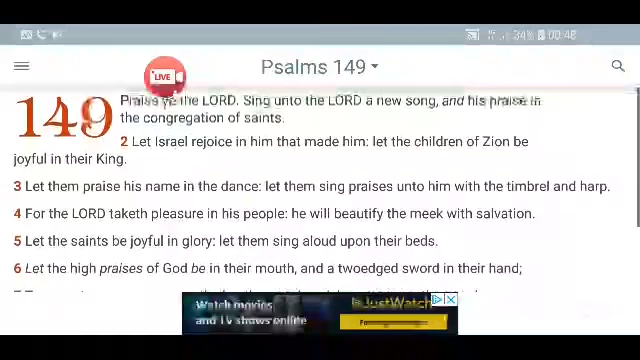 34% 00:48
LIVE
Psalms 149
149 Praise ye the LORD. Sing unto the LORD a new song, and his praise in
the congregation of saints.
2 Let Israel rejoice in him that made him: let the children of Zion be
joyful in their King.
3 Let them praise his name in the dance: let them sing praises unto him with the timbrel and harp.
4 For the LORD taketh pleasure in his people: he will beautify the meek with salvation.
5 Let the saints be joyful in glory: let them sing aloud upon their beds.
6 Let the high praises of God be in their mouth, and a twoedged sword in their hand;
Watch movies
and TV shows online
JustWatch